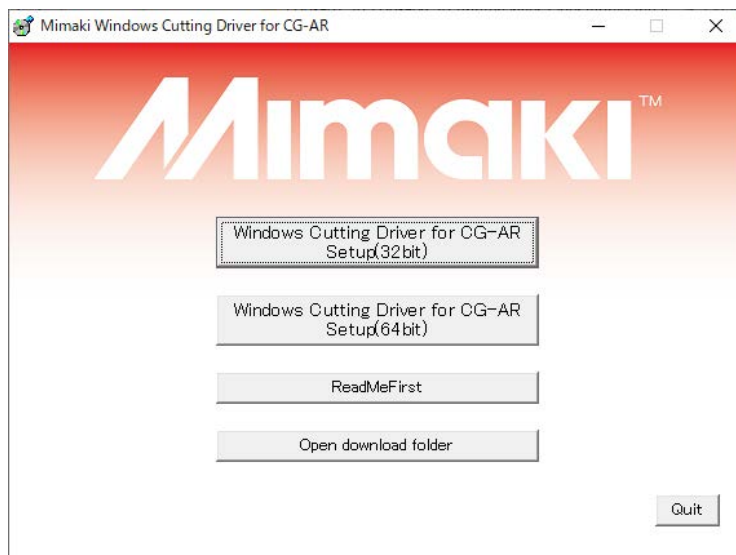 Mimaki Windows Cutting Driver for CG-AR
Mimaki™
Windows Cutting Driver for CG-AR
Setup(32bit)
Windows Cutting Driver for CG-AR
Setup(64bit)
ReadMeFirst
Open download folder
Quit